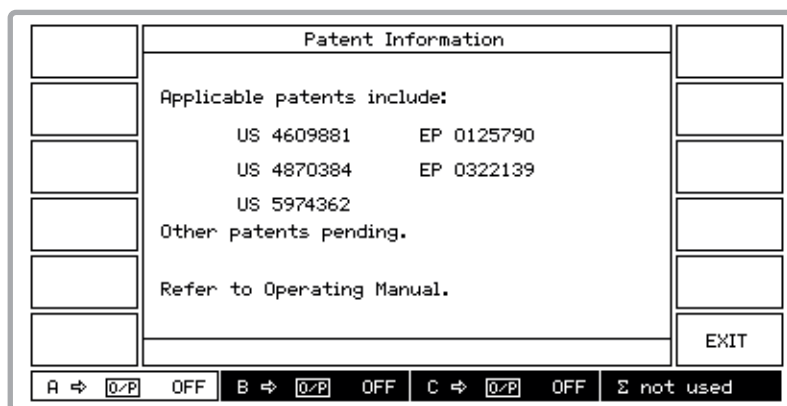 Patent Information
Applicable patents include:
US 4609881 EP 0125790
US 4870384 EP 0322139
US 5974362
Other patents pending.
Refer to Operating Manual.
EXIT
A ⇨ O/P OFF B ⇨ O/P OFF C ⇨ O/P OFF Σ not used